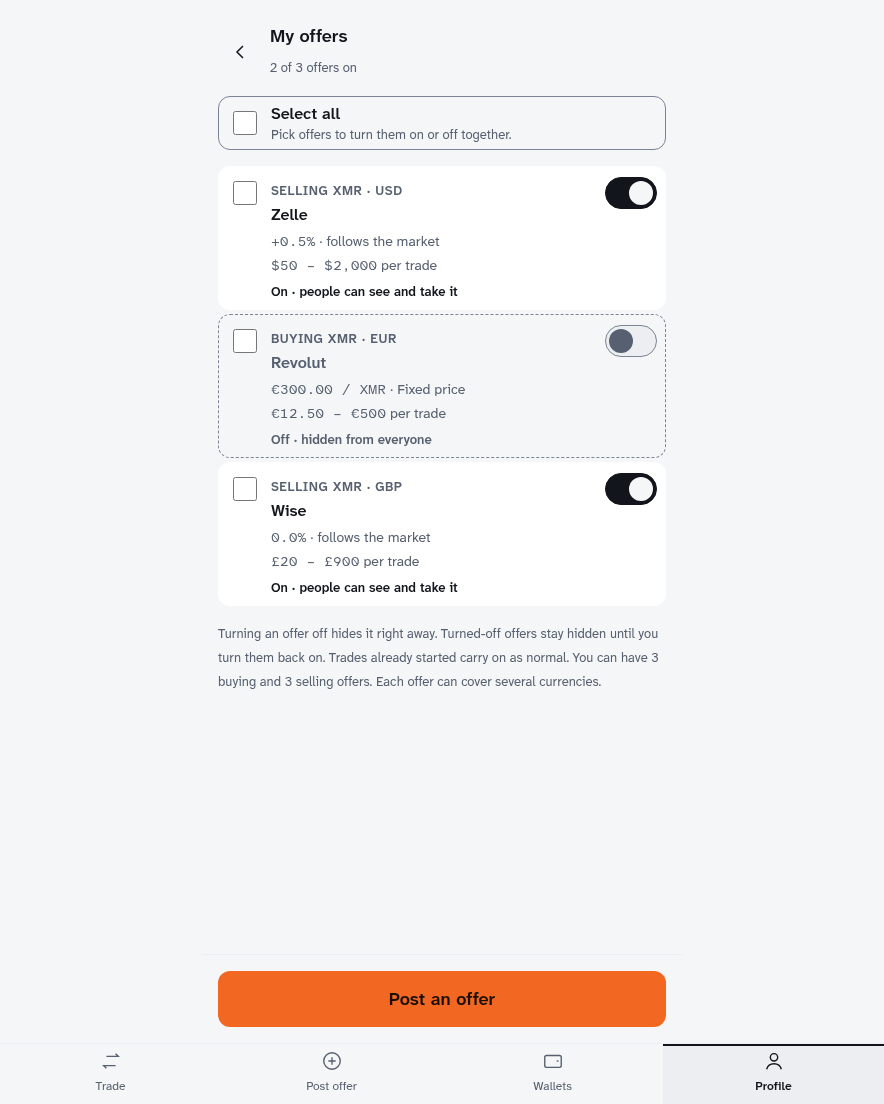 My offers
2 of 3 offers on
Select all
Pick offers to turn them on or off together.
SELLING XMR · USD
Zelle
+0.5% · follows the market
$50 – $2,000 per trade
On · people can see and take it
BUYING XMR · EUR
Revolut
€300.00 / XMR · Fixed price
€12.50 – €500 per trade
Off · hidden from everyone
SELLING XMR · GBP
Wise
0.0% · follows the market
£20 – £900 per trade
On · people can see and take it
Turning an offer off hides it right away. Turned-off offers stay hidden until you
turn them back on. Trades already started carry on as normal. You can have 3
buying and 3 selling offers. Each offer can cover several currencies.
Post an offer
Trade
Post offer
Wallets
Profile